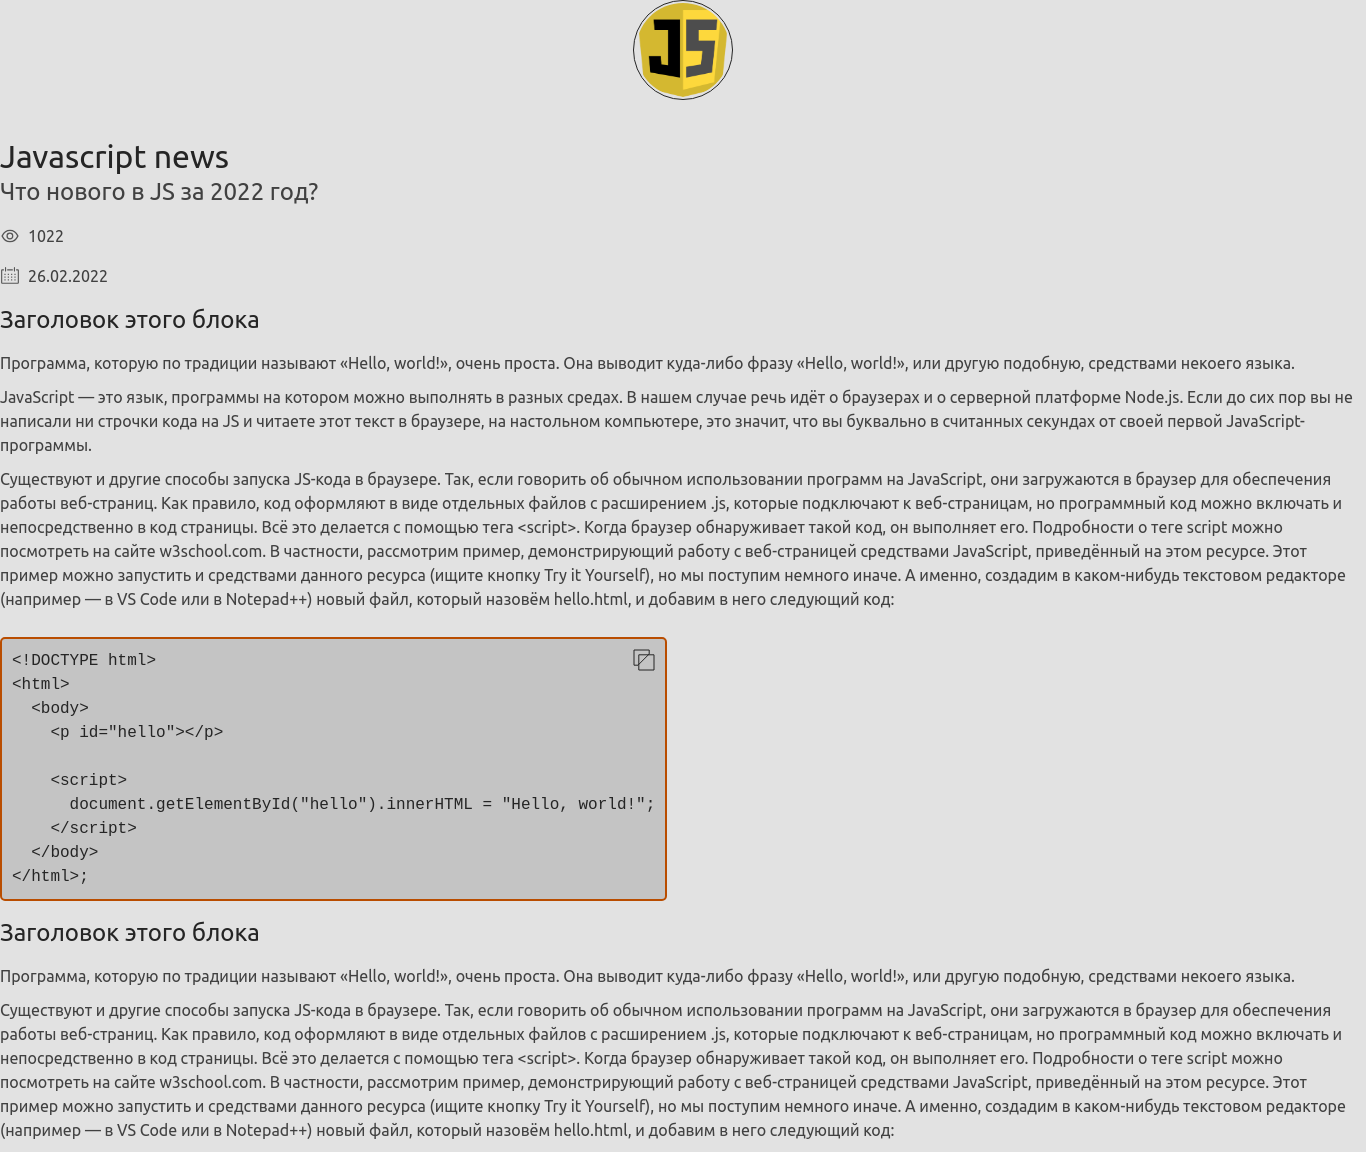 JS
Javascript news
Что нового в JS за 2022 год?
1022
26.02.2022
Заголовок этого блока
Программа, которую по традиции называют «Hello, world!», очень проста. Она выводит куда-либо фразу «Hello, world!», или другую подобную, средствами некоего языка.
JavaScript — это язык, программы на котором можно выполнять в разных средах. В нашем случае речь идёт о браузерах и о серверной платформе Node.js. Если до сих пор вы не
написали ни строчки кода на JS и читаете этот текст в браузере, на настольном компьютере, это значит, что вы буквально в считанных секундах от своей первой JavaScript-
программы.
Существуют и другие способы запуска JS-кода в браузере. Так, если говорить об обычном использовании программ на JavaScript, они загружаются в браузер для обеспечения
работы веб-страниц. Как правило, код оформляют в виде отдельных файлов с расширением .js, которые подключают к веб-страницам, но программный код можно включать и
непосредственно в код страницы. Всё это делается с помощью тега <script>. Когда браузер обнаруживает такой код, он выполняет его. Подробности о теге script можно
посмотреть на сайте w3school.com. В частности, рассмотрим пример, демонстрирующий работу с веб-страницей средствами JavaScript, приведённый на этом ресурсе. Этот
пример можно запустить и средствами данного ресурса (ищите кнопку Try it Yourself), но мы поступим немного иначе. А именно, создадим в каком-нибудь текстовом редакторе
(например — в VS Code или в Notepad++) новый файл, который назовём hello.html, и добавим в него следующий код:
<!DOCTYPE html>
<html>
  <body>
    <p id="hello"></p>
    <script>
      document.getElementById("hello").innerHTML = "Hello, world!";
    </script>
  </body>
</html>;
Заголовок этого блока
Программа, которую по традиции называют «Hello, world!», очень проста. Она выводит куда-либо фразу «Hello, world!», или другую подобную, средствами некоего языка.
Существуют и другие способы запуска JS-кода в браузере. Так, если говорить об обычном использовании программ на JavaScript, они загружаются в браузер для обеспечения
работы веб-страниц. Как правило, код оформляют в виде отдельных файлов с расширением .js, которые подключают к веб-страницам, но программный код можно включать и
непосредственно в код страницы. Всё это делается с помощью тега <script>. Когда браузер обнаруживает такой код, он выполняет его. Подробности о теге script можно
посмотреть на сайте w3school.com. В частности, рассмотрим пример, демонстрирующий работу с веб-страницей средствами JavaScript, приведённый на этом ресурсе. Этот
пример можно запустить и средствами данного ресурса (ищите кнопку Try it Yourself), но мы поступим немного иначе. А именно, создадим в каком-нибудь текстовом редакторе
(например — в VS Code или в Notepad++) новый файл, который назовём hello.html, и добавим в него следующий код: